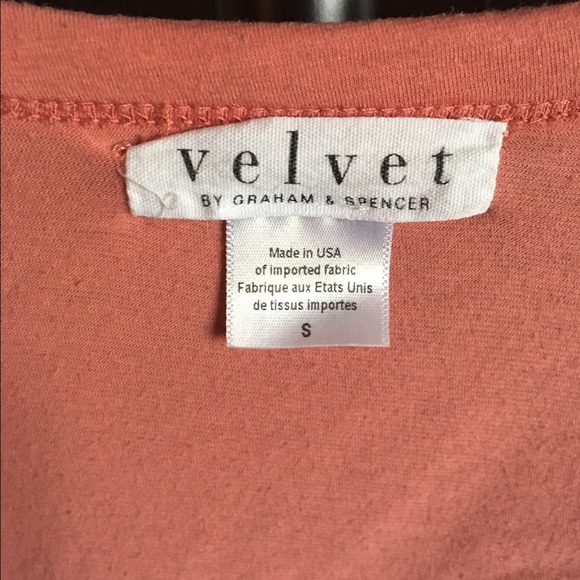 velvet
BY GRAHAM & SPENCER
Made in USA
of imported fabric
Fabrique aux Etats Unis
de tissus importes
S